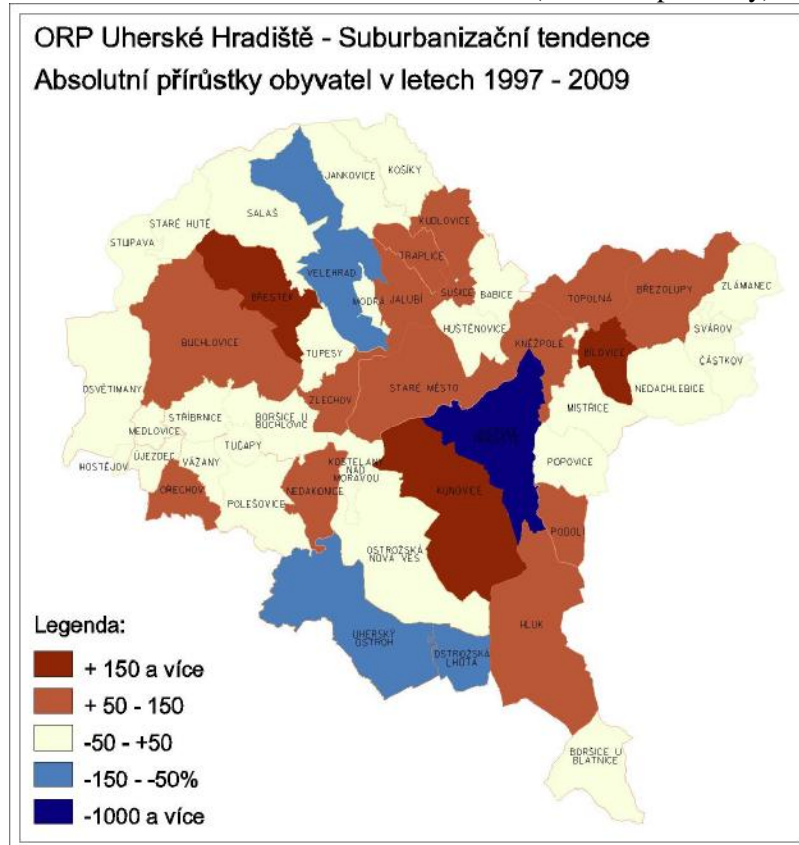 ORP Uherské Hradiště - Suburbanizační tendence
Absolutní přírůstky obyvatel v letech 1997 - 2009
KOŠÍKY
JANKOVICE
SALAŠ
STARÉ HUTĚ
STUPAVA
KUDLOVICE
TRAPLICE
VELEHRAD
BŘESTEK
MODRÁ
JALUBÍ
SUŠICE
BABICE
TOPOLNÁ
BŘEZOLUPY
ZLÁMANEC
HUŠTĚNOVICE
SVÁROV
BUCHLOVICE
TUPESY
KNĚŽPOLE
BÍLOVICE
ČÁSTKOV
OSVĚTIMANY
STARÉ MĚSTO
NEDACHLEBICE
ZLECHOV
MISTŘICE
STŘÍBRNICE
BORŠICE U
BUCHLOVIC
MEDLOVICE
TUČAPY
ÚJEZDEC
VÁŽANY
HOSTĚJOV
KOSTELANY
NAD
MORAVOU
POPOVICE
OŘECHOV
NEDAKONICE
KUNOVICE
POLEŠOVICE
PODOLÍ
OSTROŽSKÁ
NOVÁ VES
HLUK
UHERSKÝ
OSTROH
OSTROŽSKÁ
LHOTA
BORŠICE U
BLATNICE
Legenda:
+ 150 a více
+ 50 - 150
-50 - +50
-150 - -50%
-1000 a více